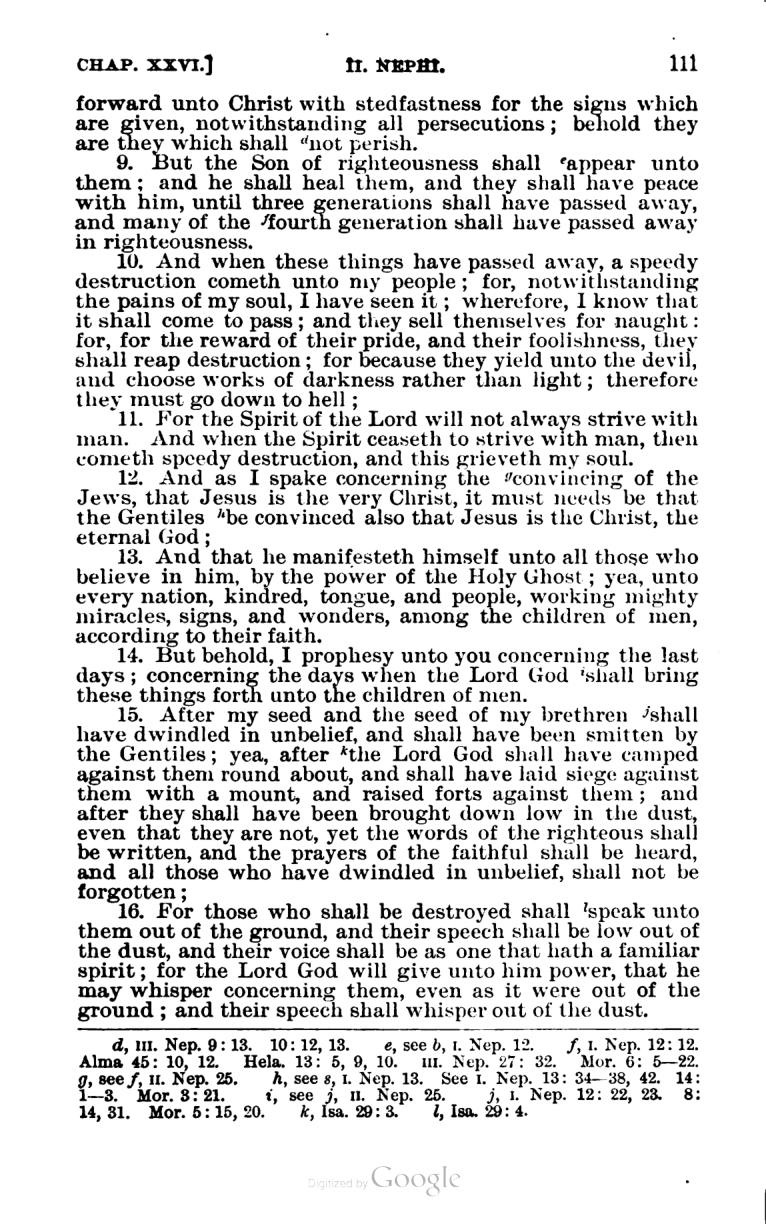 CHAP. XXVI.] II. NEPHI. 111
forward unto Christ with stedfastness for the signs which
are given, notwithstanding all persecutions; behold they
are they which shall ᵈnot perish.
9. But the Son of righteousness shall ᵉappear unto
them; and he shall heal them, and they shall have peace
with him, until three generations shall have passed away,
and many of the ᶠfourth generation shall have passed away
in righteousness.
10. And when these things have passed away, a speedy
destruction cometh unto my people; for, notwithstanding
the pains of my soul, I have seen it; wherefore, I know that
it shall come to pass; and they sell themselves for naught:
for, for the reward of their pride, and their foolishness, they
shall reap destruction; for because they yield unto the devil,
and choose works of darkness rather than light; therefore
they must go down to hell;
11. For the Spirit of the Lord will not always strive with
man. And when the Spirit ceaseth to strive with man, then
cometh speedy destruction, and this grieveth my soul.
12. And as I spake concerning the ᵍconvincing of the
Jews, that Jesus is the very Christ, it must needs be that
the Gentiles ʰbe convinced also that Jesus is the Christ, the
eternal God;
13. And that he manifesteth himself unto all those who
believe in him, by the power of the Holy Ghost; yea, unto
every nation, kindred, tongue, and people, working mighty
miracles, signs, and wonders, among the children of men,
according to their faith.
14. But behold, I prophesy unto you concerning the last
days; concerning the days when the Lord God ⁱshall bring
these things forth unto the children of men.
15. After my seed and the seed of my brethren ʲshall
have dwindled in unbelief, and shall have been smitten by
the Gentiles; yea, after ᵏthe Lord God shall have camped
against them round about, and shall have laid siege against
them with a mount, and raised forts against them; and
after they shall have been brought down low in the dust,
even that they are not, yet the words of the righteous shall
be written, and the prayers of the faithful shall be heard,
and all those who have dwindled in unbelief, shall not be
forgotten;
16. For those who shall be destroyed shall ˡspeak unto
them out of the ground, and their speech shall be low out of
the dust, and their voice shall be as one that hath a familiar
spirit; for the Lord God will give unto him power, that he
may whisper concerning them, even as it were out of the
ground; and their speech shall whisper out of the dust.
d, III. Nep. 9: 13. 10: 12, 13. e, see b, I. Nep. 12. f, I. Nep. 12: 12.
Alma 45: 10, 12. Hela. 13: 5, 9, 10. III. Nep. 27: 32. Mor. 6: 5—22.
g, see f, II. Nep. 25. h, see s, I. Nep. 13. See I. Nep. 13: 34—38, 42. 14:
1—3. Mor. 3: 21. i, see j, II. Nep. 25. j, I. Nep. 12: 22, 23. 8:
14, 31. Mor. 5: 15, 20. k, Isa. 29: 3. l, Isa. 29: 4.
Digitized by Google